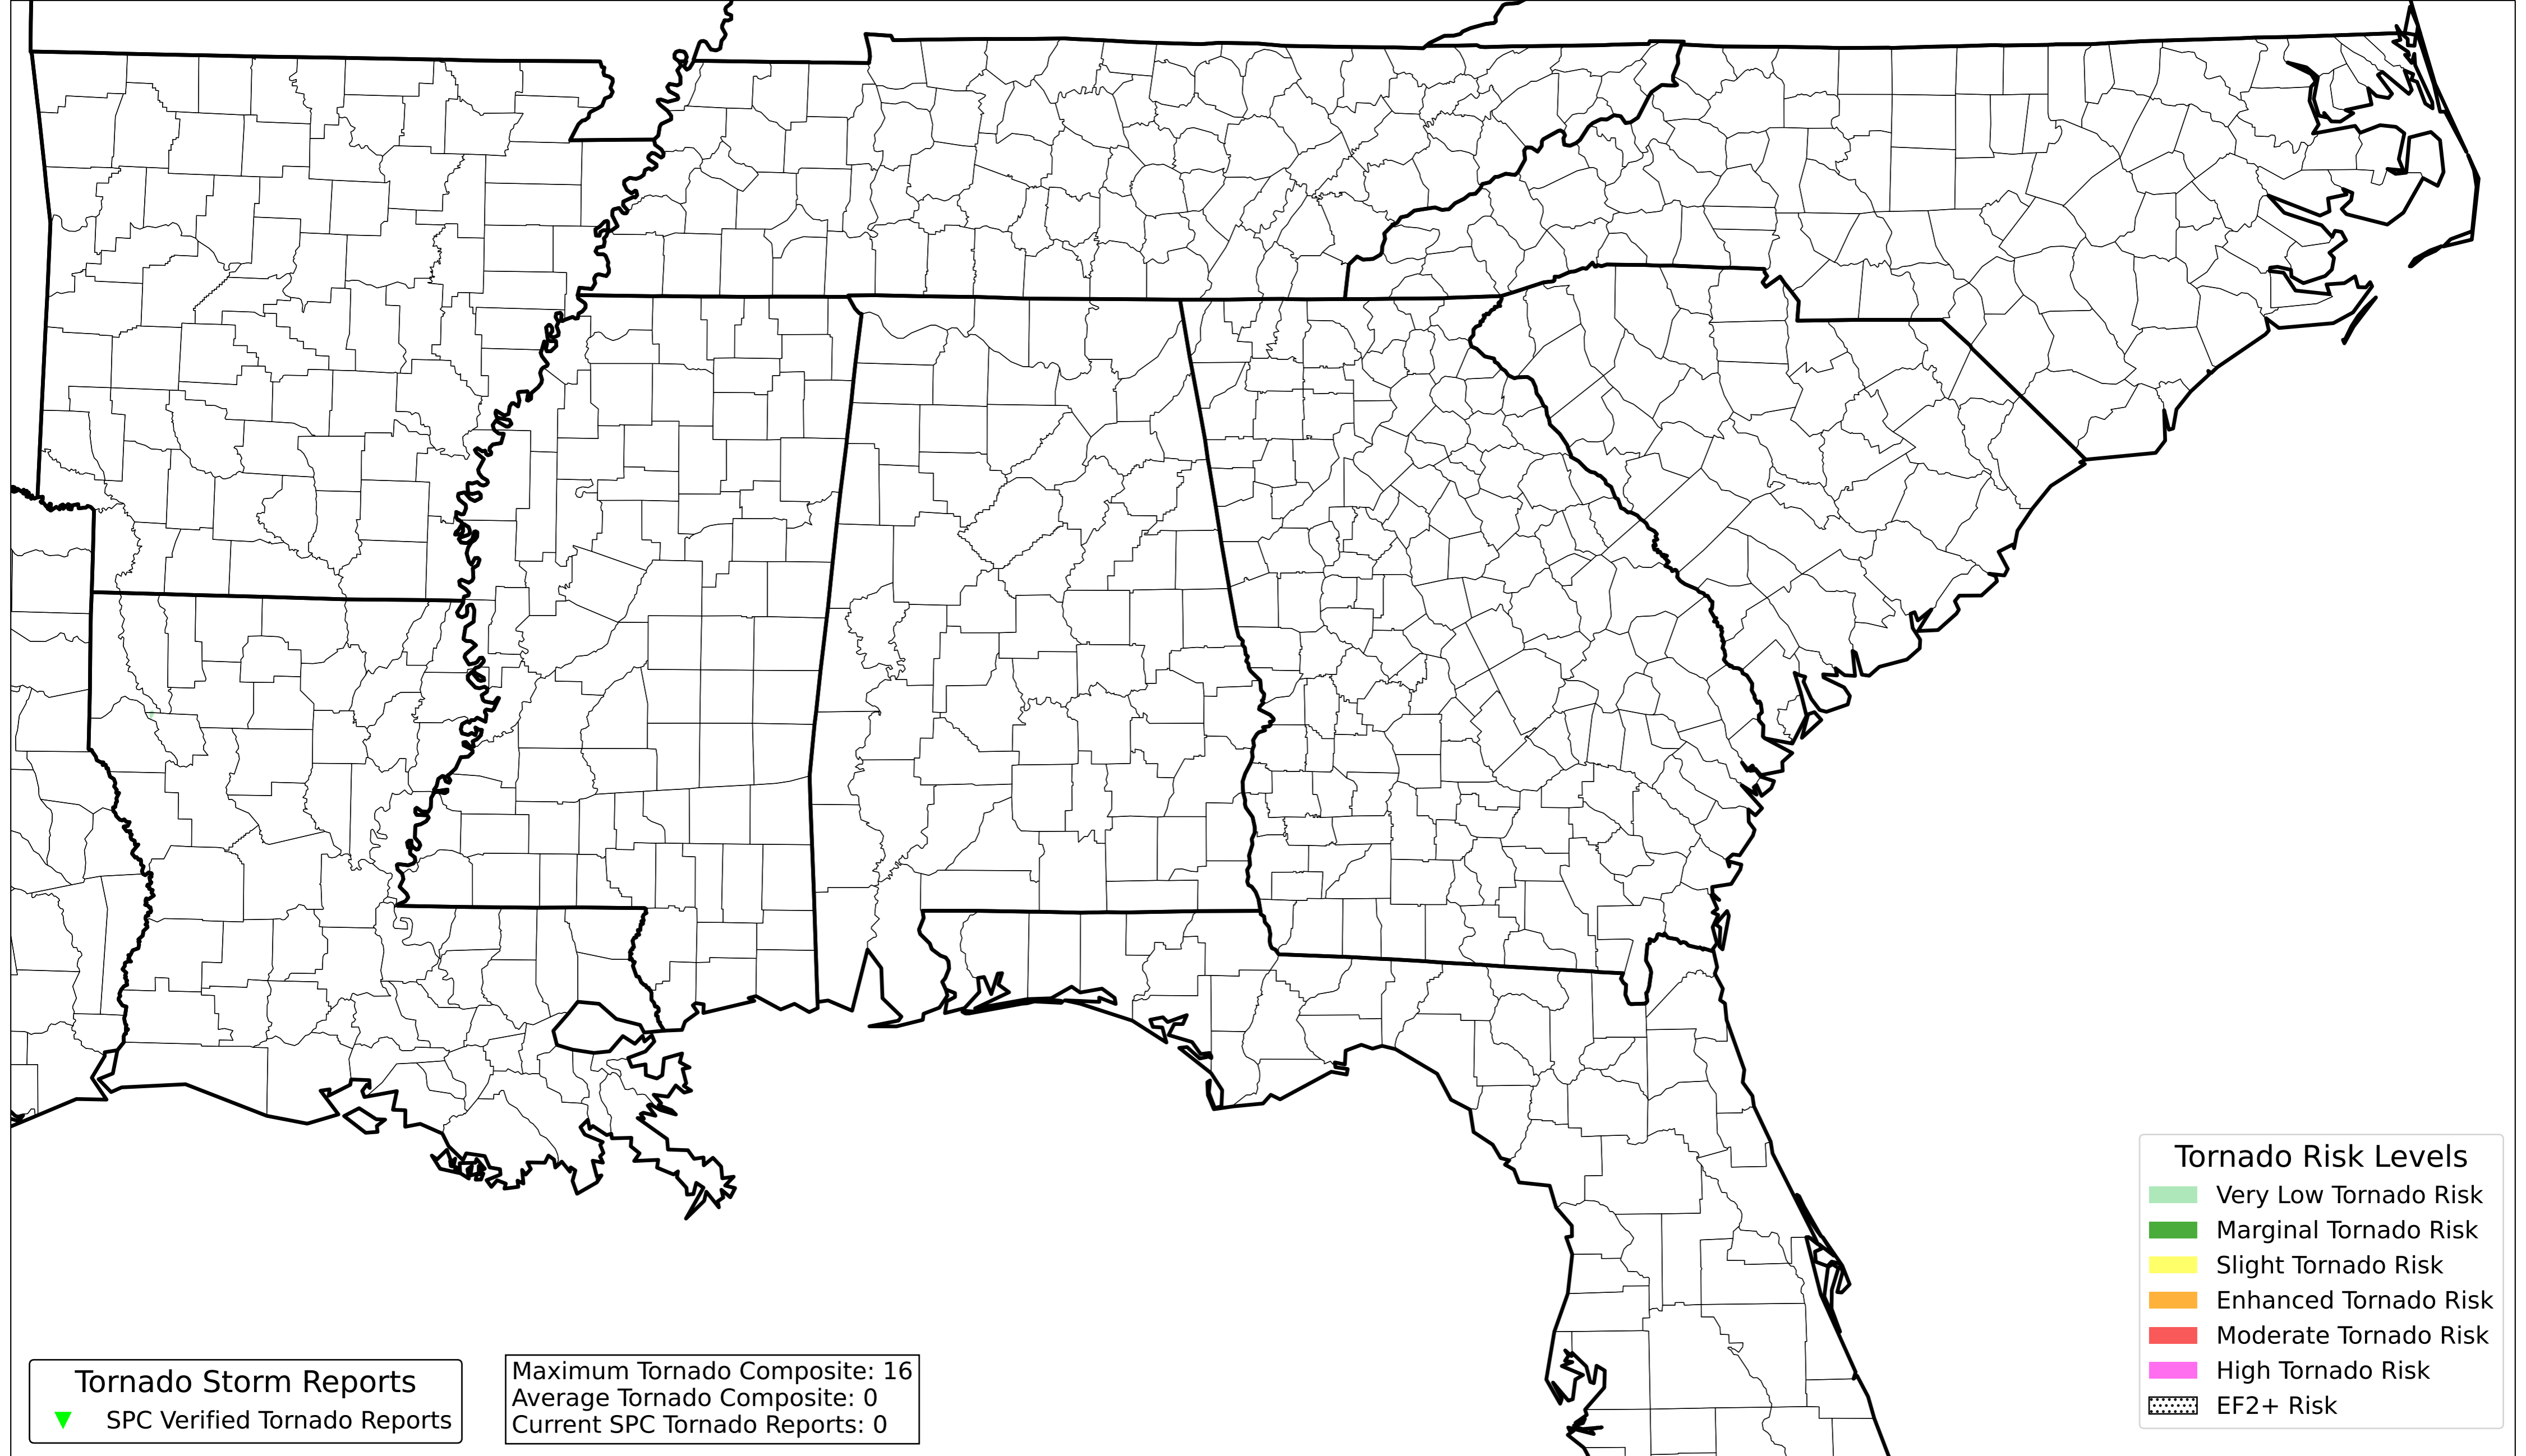 Tornado Risk Levels
Very Low Tornado Risk
Marginal Tornado Risk
Slight Tornado Risk
Enhanced Tornado Risk
Moderate Tornado Risk
High Tornado Risk
EF2+ Risk
Tornado Storm Reports
SPC Verified Tornado Reports
Maximum Tornado Composite: 16
Average Tornado Composite: 0
Current SPC Tornado Reports: 0